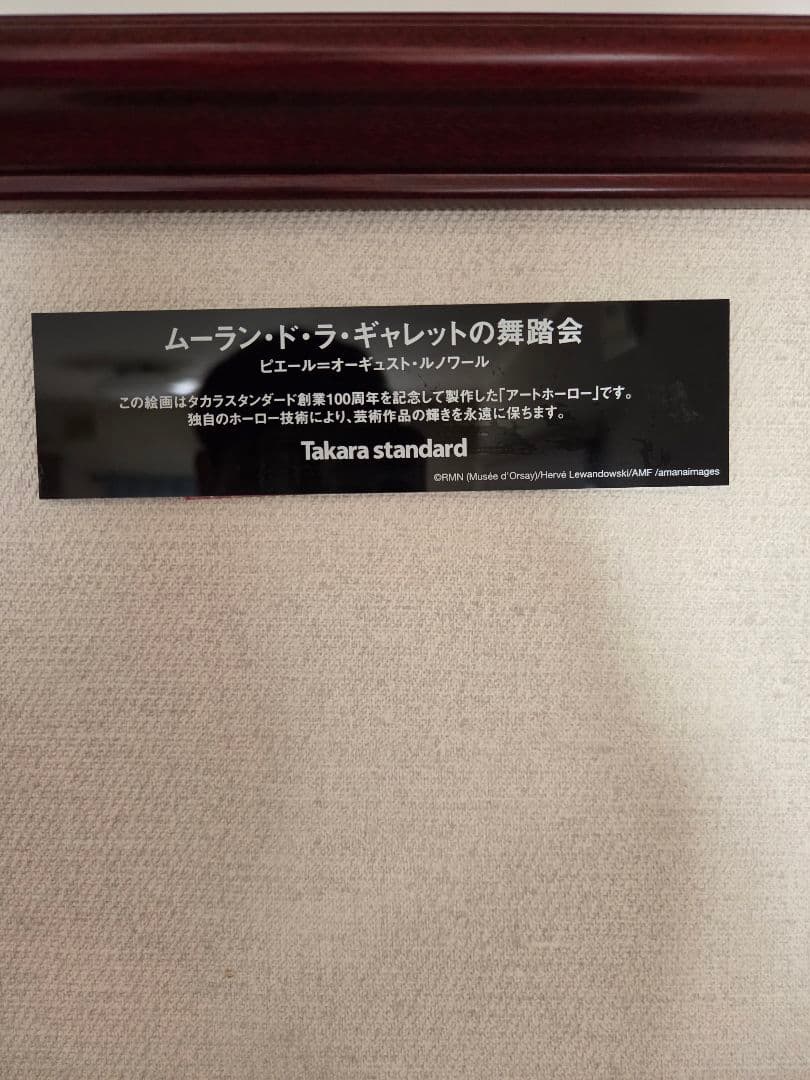 ムーラン・ド・ラ・ギャレットの舞踏会
ピエール＝オーギュスト・ルノワール
この絵画はタカラスタンダード創業100周年を記念して製作した「アートホーロー」です。
独自のホーロー技術により、芸術作品の輝きを永遠に保ちます。
Takara standard
©RMN (Musée d'Orsay)/Hervé Lewandowski/AMF /amanaimages